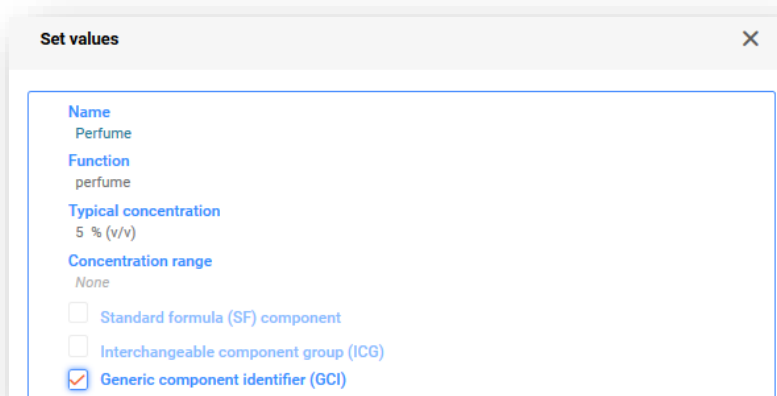 Set values
Name
Perfume
Function
perfume
Typical concentration
5 % (v/v)
Concentration range
None
Standard formula (SF) component
Interchangeable component group (ICG)
Generic component identifier (GCI)